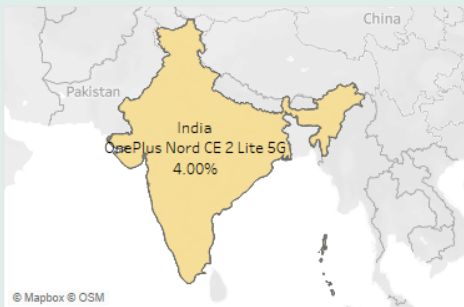 China
Pakistan
India
OnePlus Nord CE 2 Lite 5G
4.00%
© Mapbox © OSM